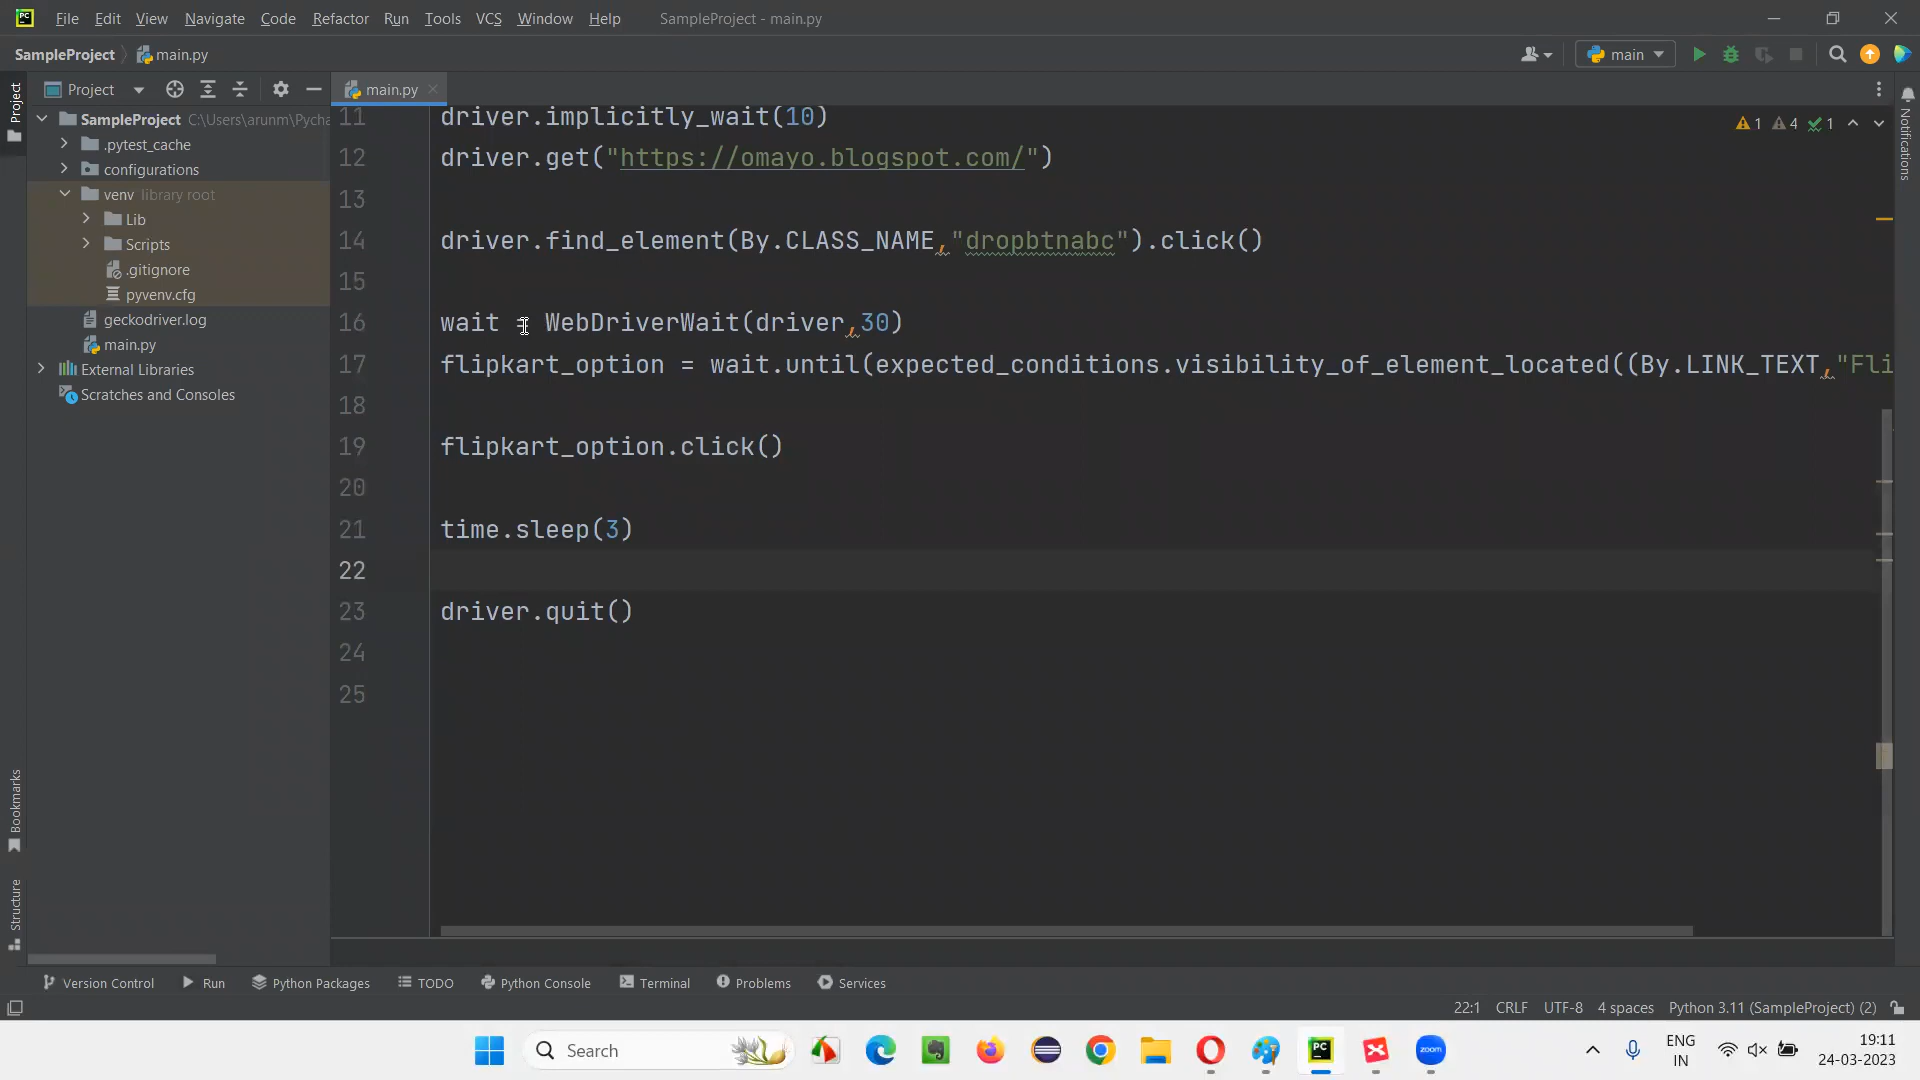 File Edit View Navigate Code Refactor Run Tools VCS Window Help SampleProject - main.py
SampleProject main.py main
Project main.py
Project
SampleProject C:\Users\arunm\Pycha
.pytest_cache
configurations
venv library root
Lib
Scripts
.gitignore
pyvenv.cfg
geckodriver.log
main.py
External Libraries
Scratches and Consoles
Bookmarks
Structure
11 driver.implicitly_wait(10)
12 driver.get("https://omayo.blogspot.com/")
13
14 driver.find_element(By.CLASS_NAME,"dropbtnabc").click()
15
16 wait = WebDriverWait(driver,30)
17 flipkart_option = wait.until(expected_conditions.visibility_of_element_located((By.LINK_TEXT,"Fli
18
19 flipkart_option.click()
20
21 time.sleep(3)
22
23 driver.quit()
24
25
1 4 1
Notifications
Version Control Run Python Packages TODO Python Console Terminal Problems Services
22:1 CRLF UTF-8 4 spaces Python 3.11 (SampleProject) (2)
Search PC zoom ENG IN 19:11
24-03-2023